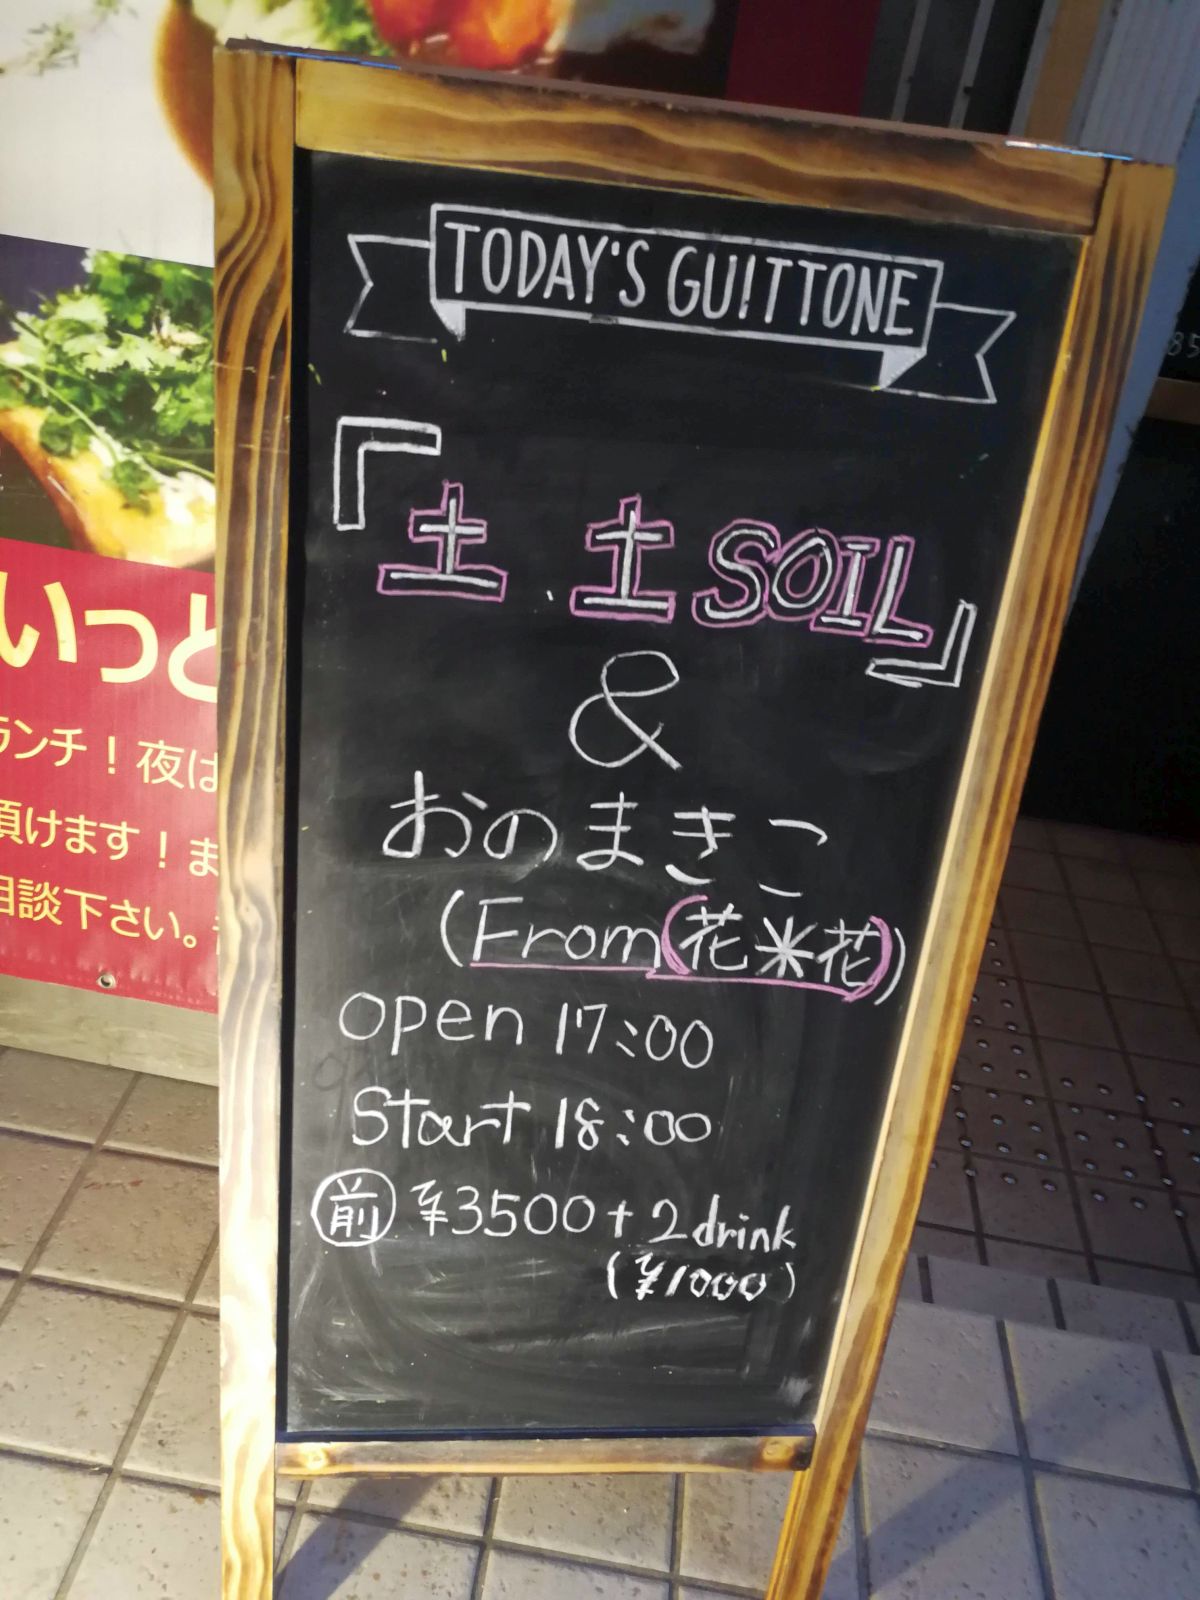 TODAY'S GUITTONE
『土 土 SOIL』
&
おのまきこ
(From(花*花))
open 17:00
Start 18:00
前 ¥3500+2drink
(¥1000)
いっと
ランチ！夜は
頂けます！ま
相談下さい。